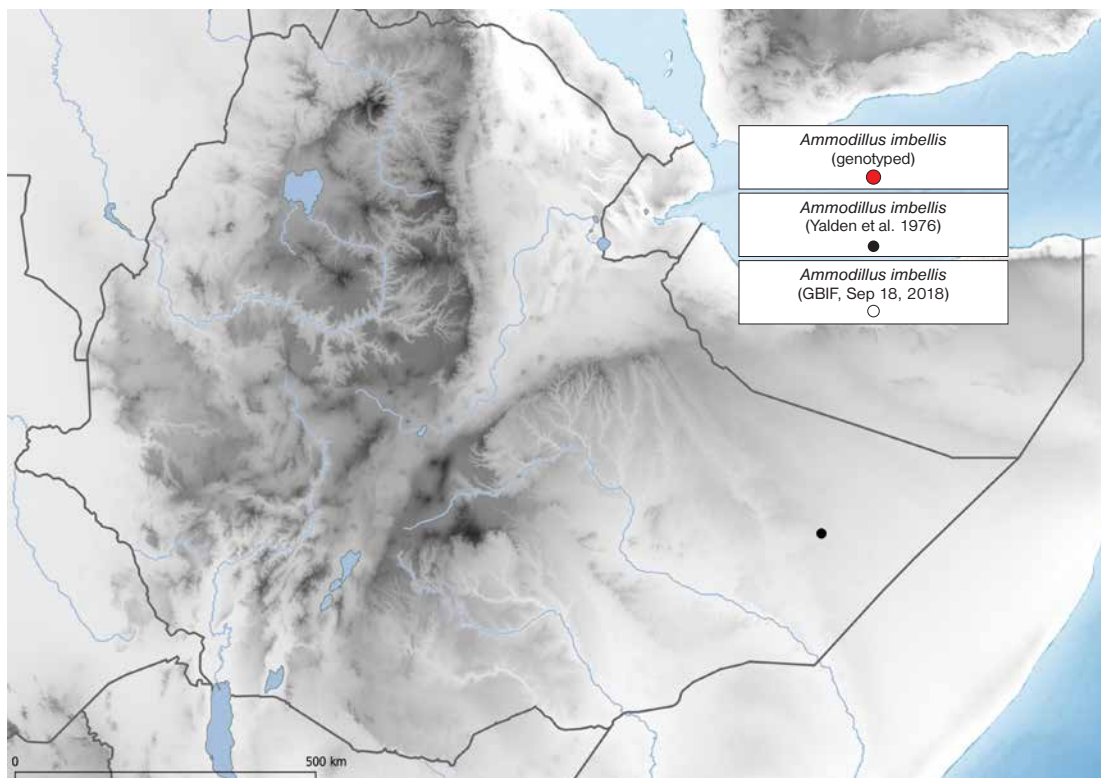 Ammodillus imbellis
(genotyped)
Ammodillus imbellis
(Yalden et al. 1976)
Ammodillus imbellis
(GBIF, Sep 18, 2018)
0 500 km